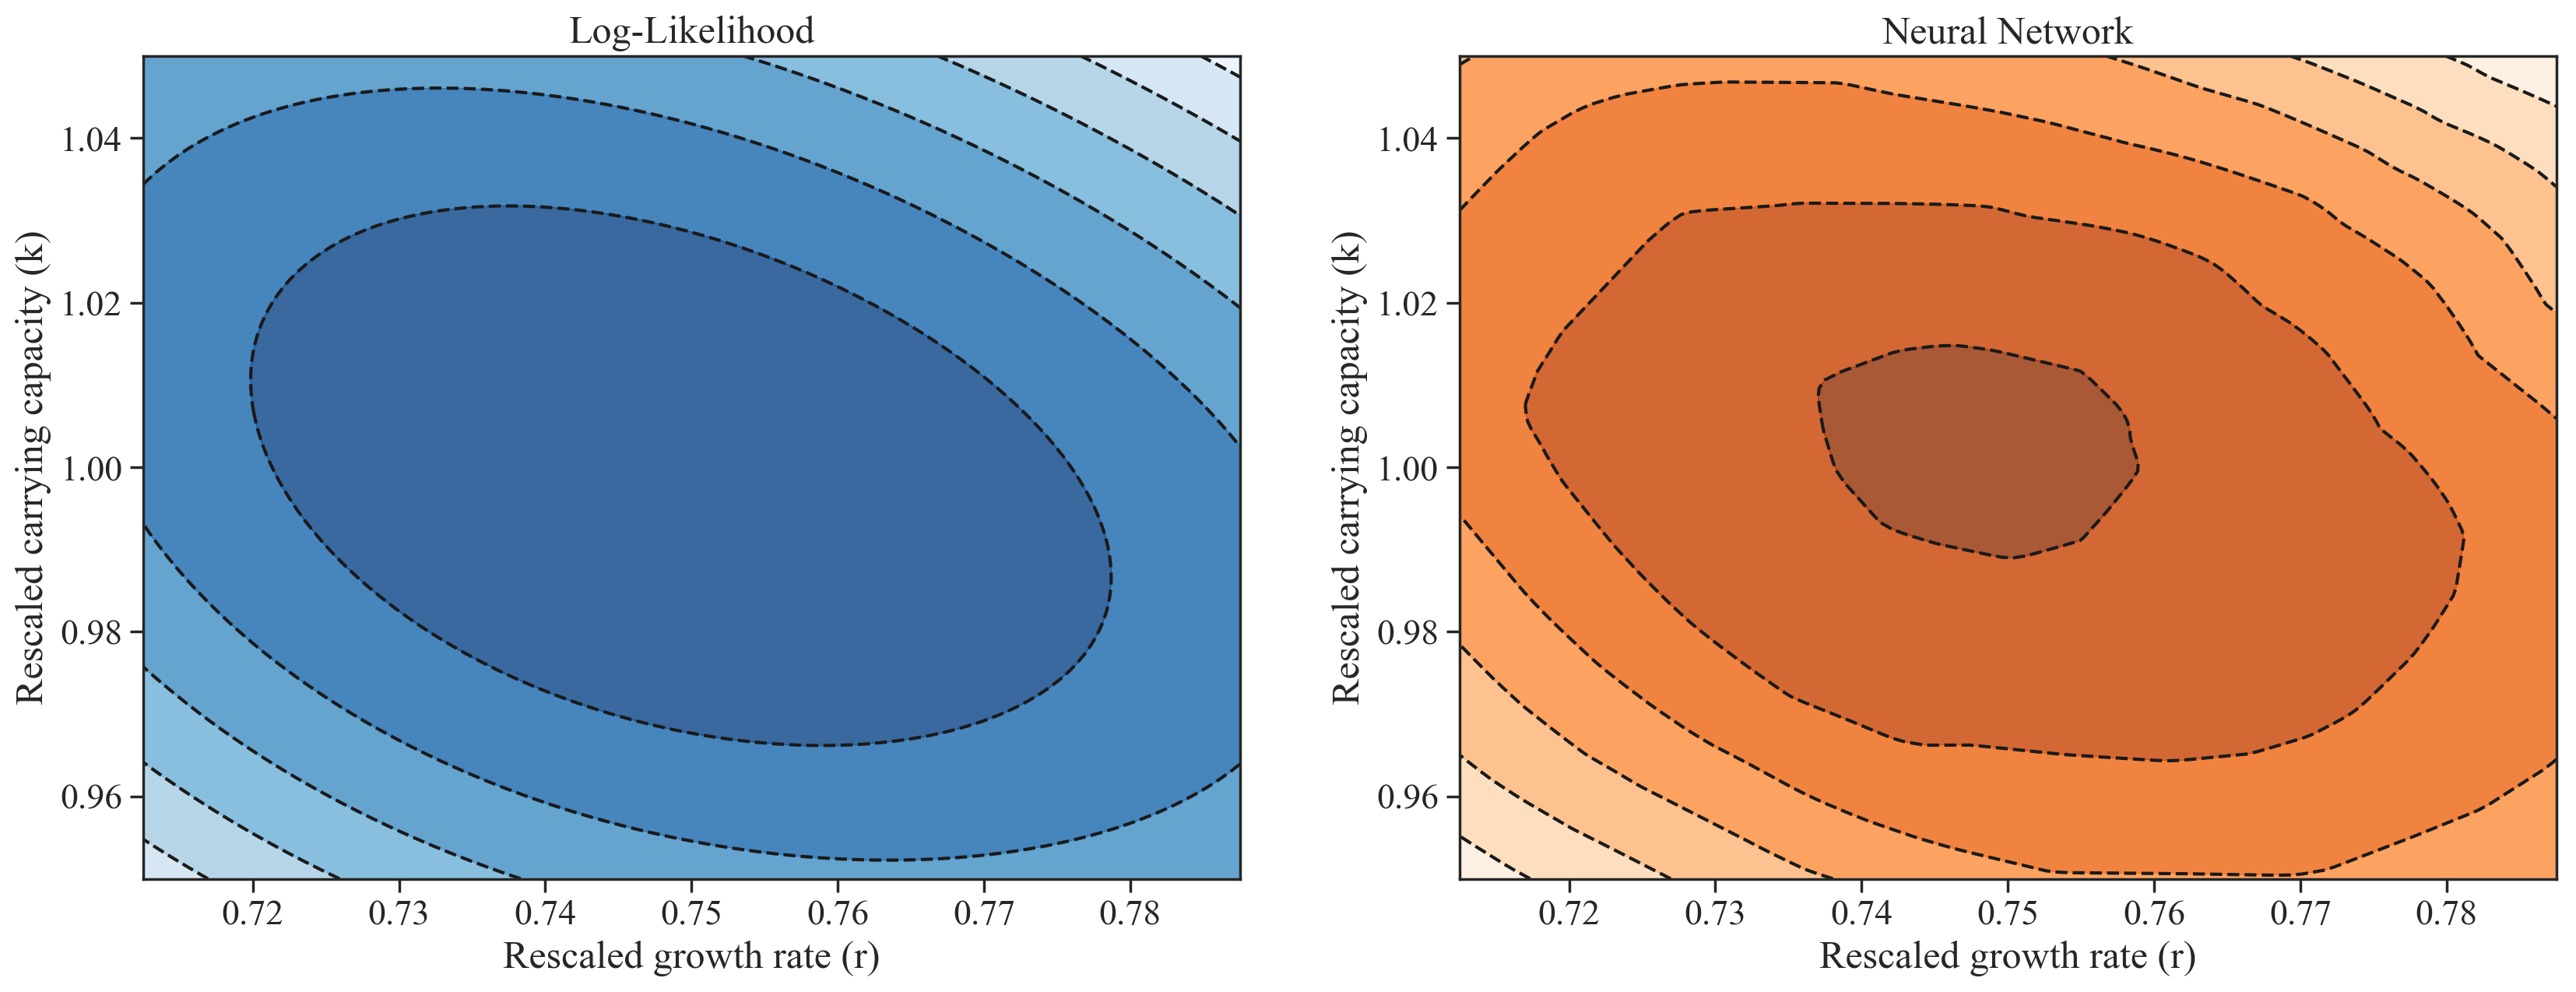 Log-Likelihood
Rescaled carrying capacity (k)
1.04
1.02
1.00
0.98
0.96
0.72 0.73 0.74 0.75 0.76 0.77 0.78
Rescaled growth rate (r)
Neural Network
Rescaled carrying capacity (k)
1.04
1.02
1.00
0.98
0.96
0.72 0.73 0.74 0.75 0.76 0.77 0.78
Rescaled growth rate (r)